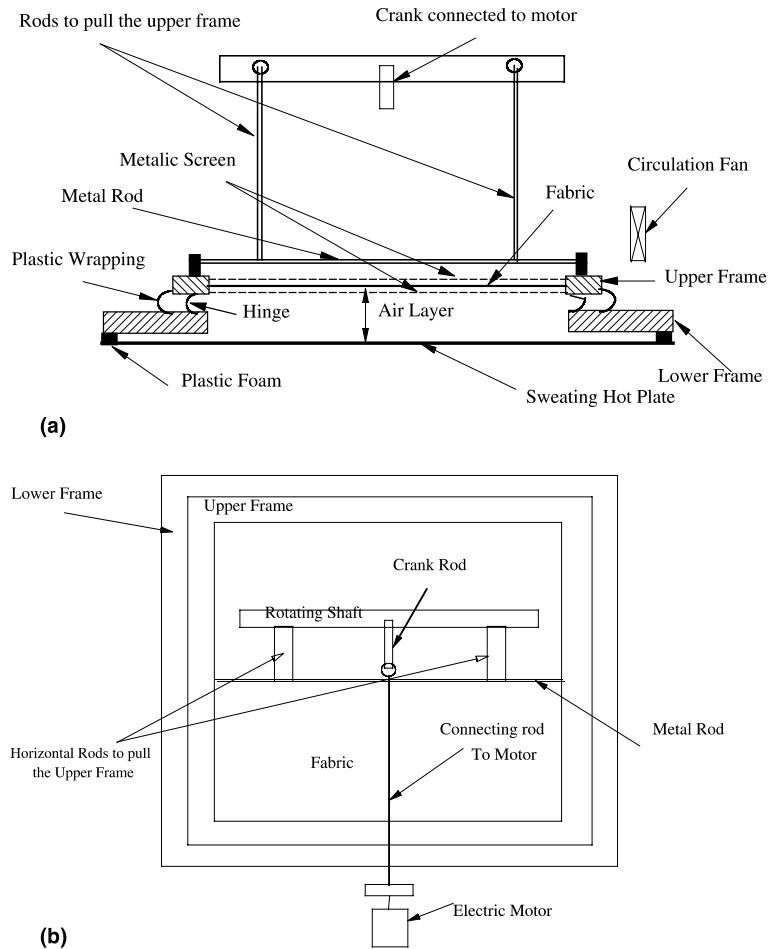 Rods to pull the upper frame
Crank connected to motor
Metalic Screen
Circulation Fan
Metal Rod
Fabric
Plastic Wrapping
Upper Frame
Hinge
Air Layer
Plastic Foam
Lower Frame
Sweating Hot Plate
(a)
Lower Frame
Upper Frame
Crank Rod
Rotating Shaft
Connecting rod
To Motor
Metal Rod
Horizontal Rods to pull
the Upper Frame
Fabric
Electric Motor
(b)